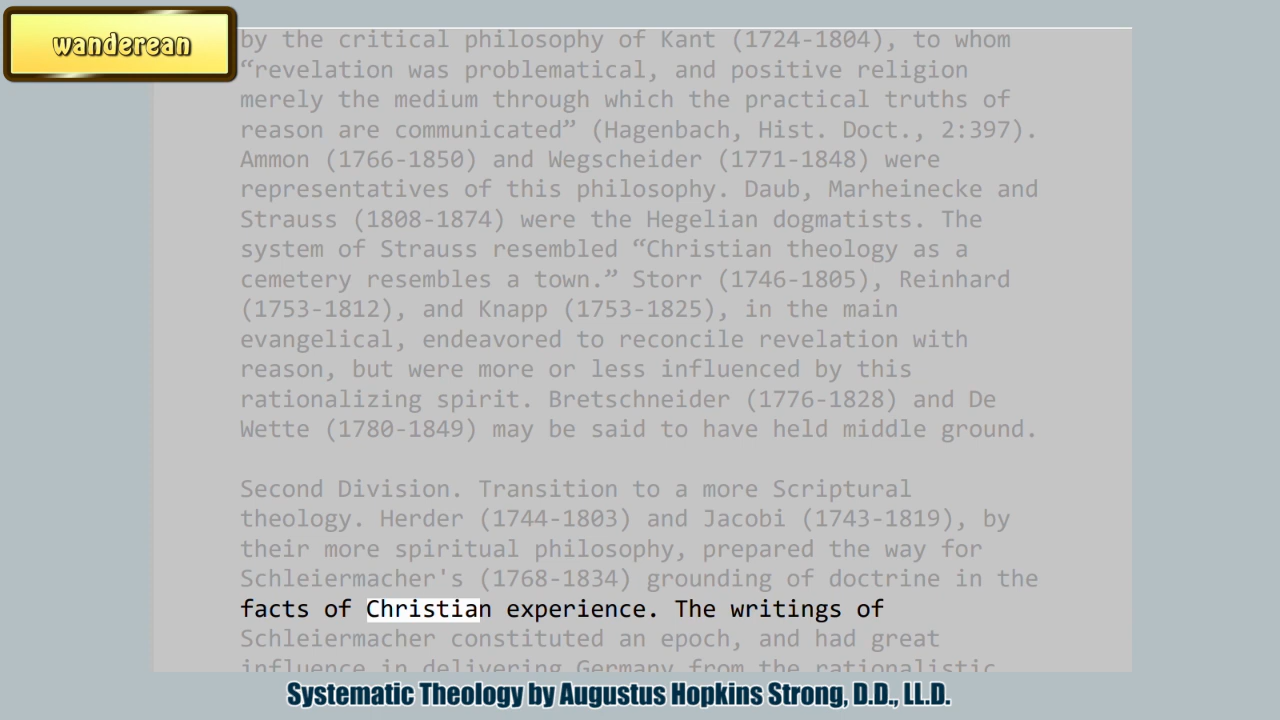 wanderean
by the critical philosophy of Kant (1724-1804), to whom
“revelation was problematical, and positive religion
merely the medium through which the practical truths of
reason are communicated” (Hagenbach, Hist. Doct., 2:397).
Ammon (1766-1850) and Wegscheider (1771-1848) were
representatives of this philosophy. Daub, Marheinecke and
Strauss (1808-1874) were the Hegelian dogmatists. The
system of Strauss resembled “Christian theology as a
cemetery resembles a town.” Storr (1746-1805), Reinhard
(1753-1812), and Knapp (1753-1825), in the main
evangelical, endeavored to reconcile revelation with
reason, but were more or less influenced by this
rationalizing spirit. Bretschneider (1776-1828) and De
Wette (1780-1849) may be said to have held middle ground.
Second Division. Transition to a more Scriptural
theology. Herder (1744-1803) and Jacobi (1743-1819), by
their more spiritual philosophy, prepared the way for
Schleiermacher's (1768-1834) grounding of doctrine in the
facts of Christian experience. The writings of
Schleiermacher constituted an epoch, and had great
influence in delivering Germany from the rationalistic
Systematic Theology by Augustus Hopkins Strong, D.D., LL.D.